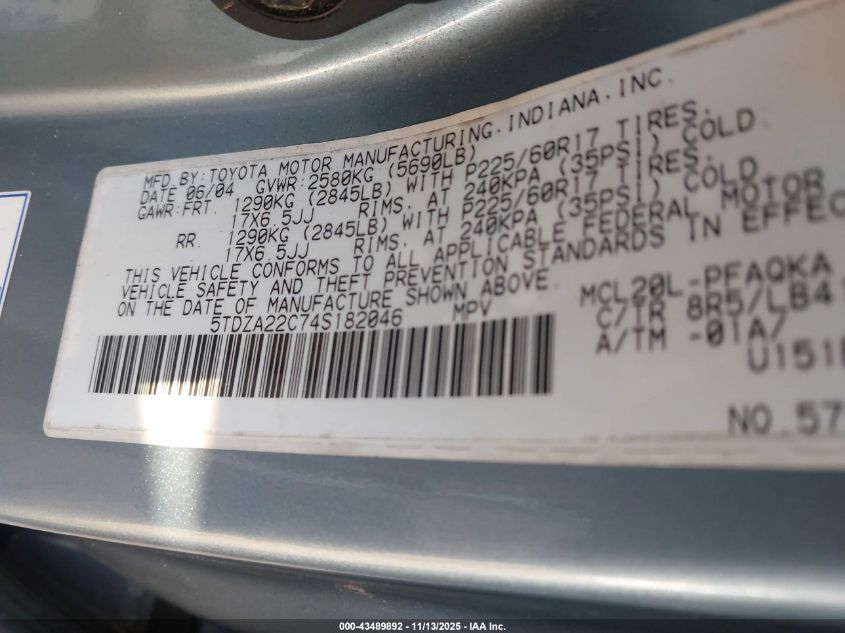 MFD BY:TOYOTA MOTOR MANUFACTURING, INDIANA, INC.
DATE 06/04 GVWR:2580KG (5690LB)
GAWR:FRT. 1290KG (2845LB) WITH P225/60R17 TIRES.
17X6.5JJ RIMS, AT 240KPA (35PSI) COLD
RR. 1290KG (2845LB) WITH P225/60R17 TIRES.
17X6.5JJ RIMS, AT 240KPA (35PSI) COLD
THIS VEHICLE CONFORMS TO ALL APPLICABLE FEDERAL MOTOR
VEHICLE SAFETY AND THEFT PREVENTION STANDARDS IN EFFEC
ON THE DATE OF MANUFACTURE SHOWN ABOVE.
5TDZA22C74S182046 MPV
MCL20L-PFAQKA
C/TR 8R5/LB4
A/TM -01A/
U151
NO.57
000-43489892 - 11/13/2025 - IAA Inc.